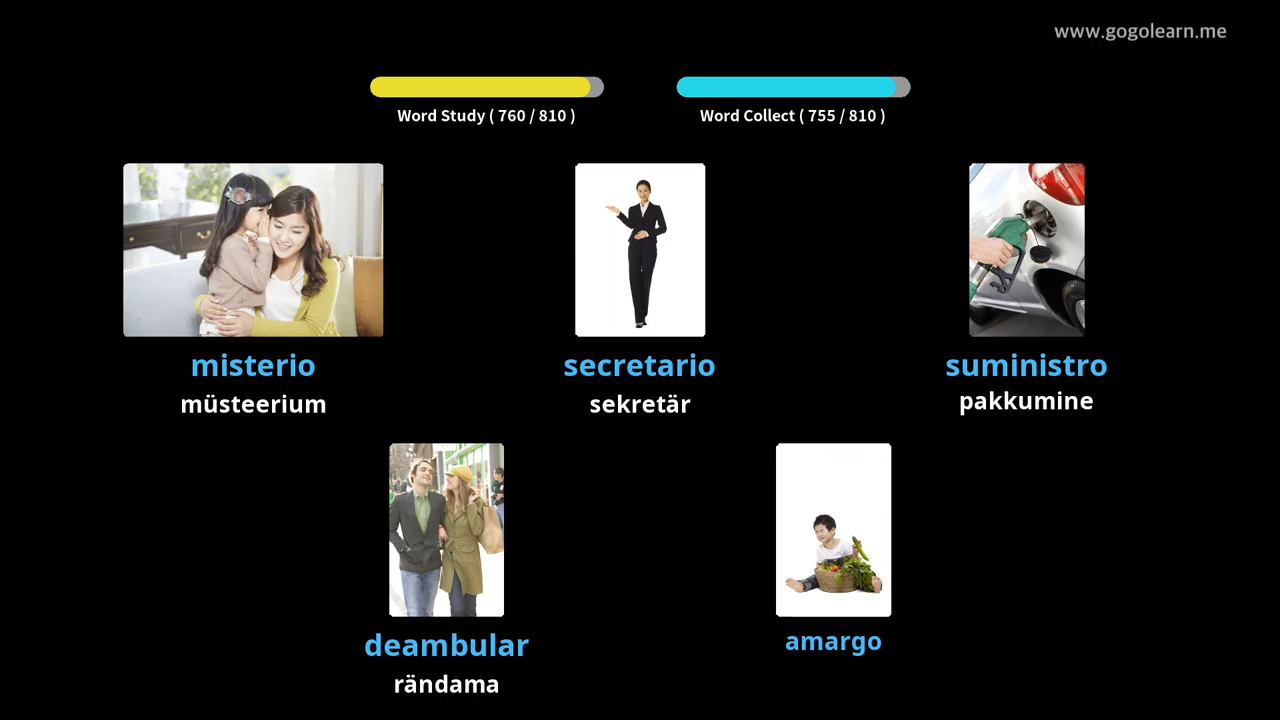 www.gogolearn.me
Word Study ( 760 / 810 )
Word Collect ( 755 / 810 )
misterio
müsteerium
secretario
sekretär
suministro
pakkumine
deambular
rändama
amargo